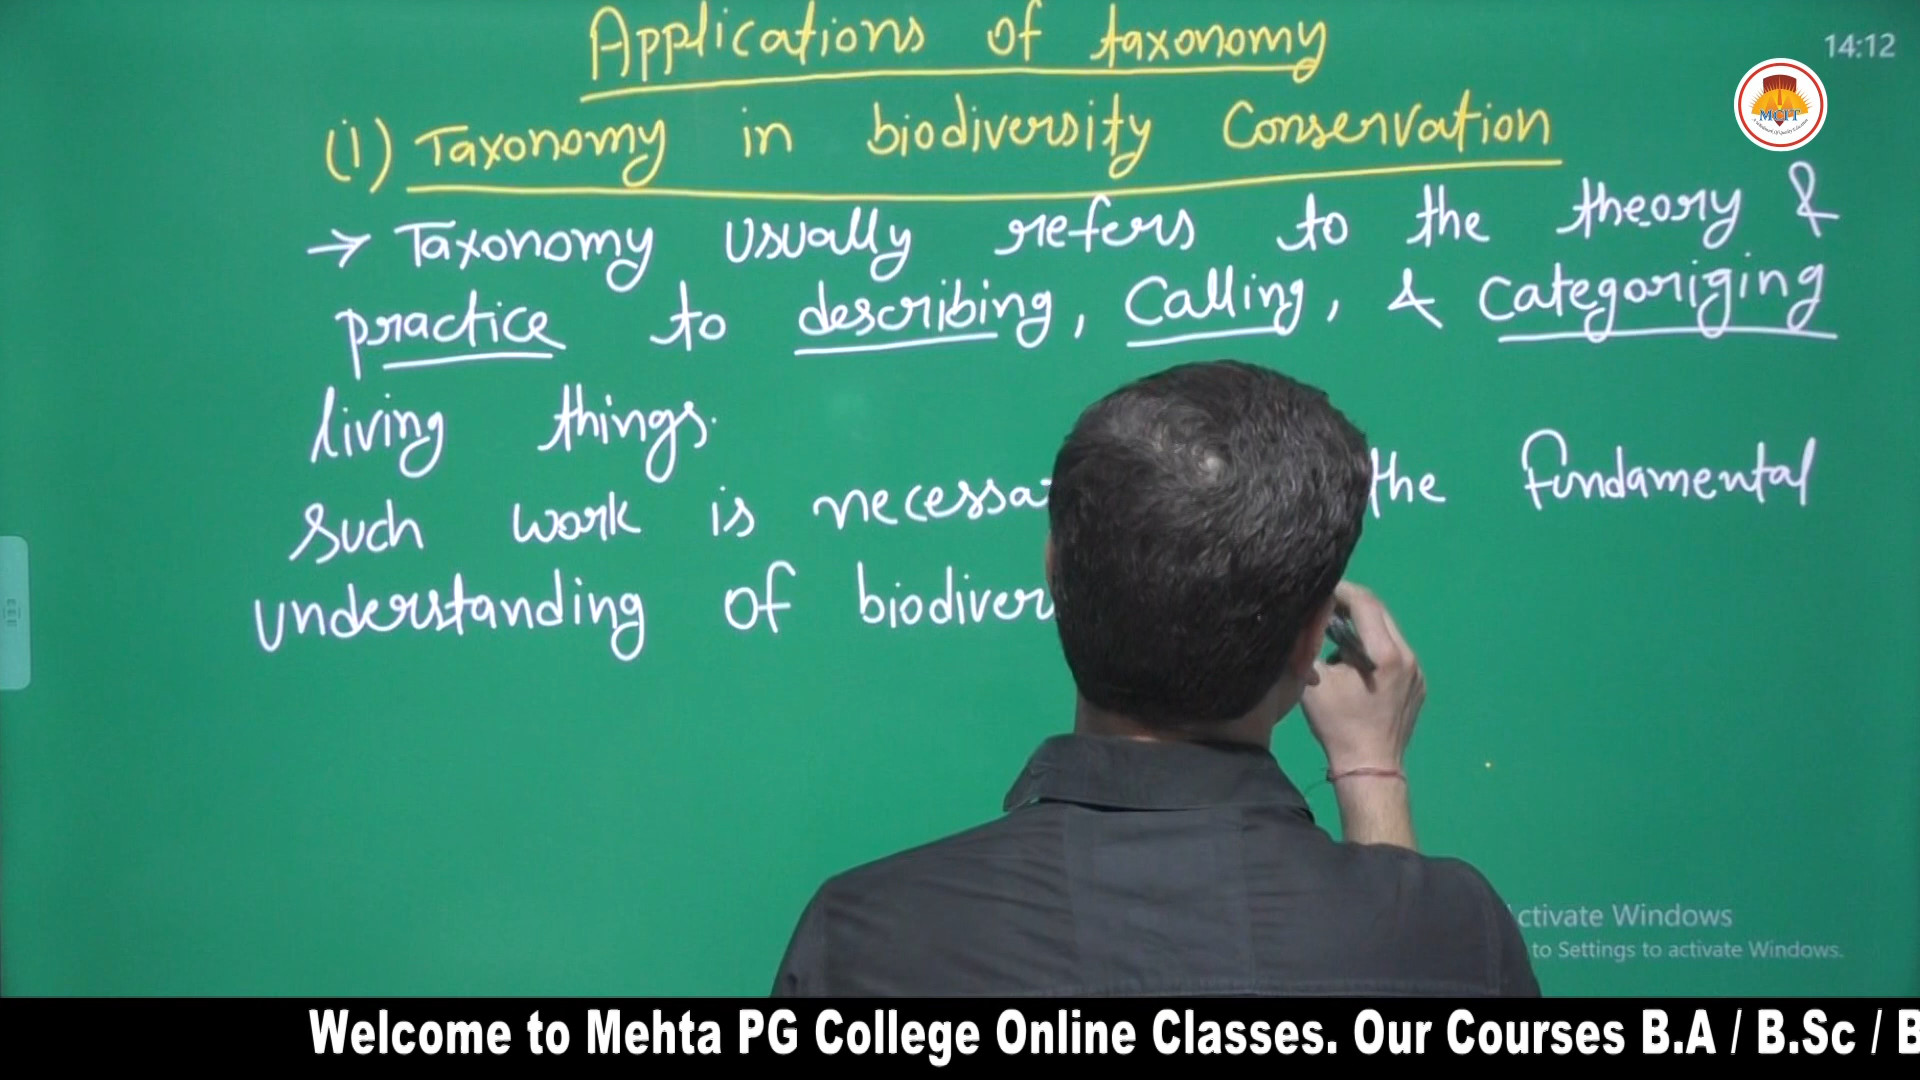 Applications of taxonomy
14:12
MCIT
(i) Taxonomy in biodiversity Conservation
→ Taxonomy usually refers to the theory &
practice to describing, Calling, & Categoriging
living things.
Such work is necessa the fundamental
understanding of biodiver
ctivate Windows
to Settings to activate Windows.
Welcome to Mehta PG College Online Classes. Our Courses B.A / B.Sc / B